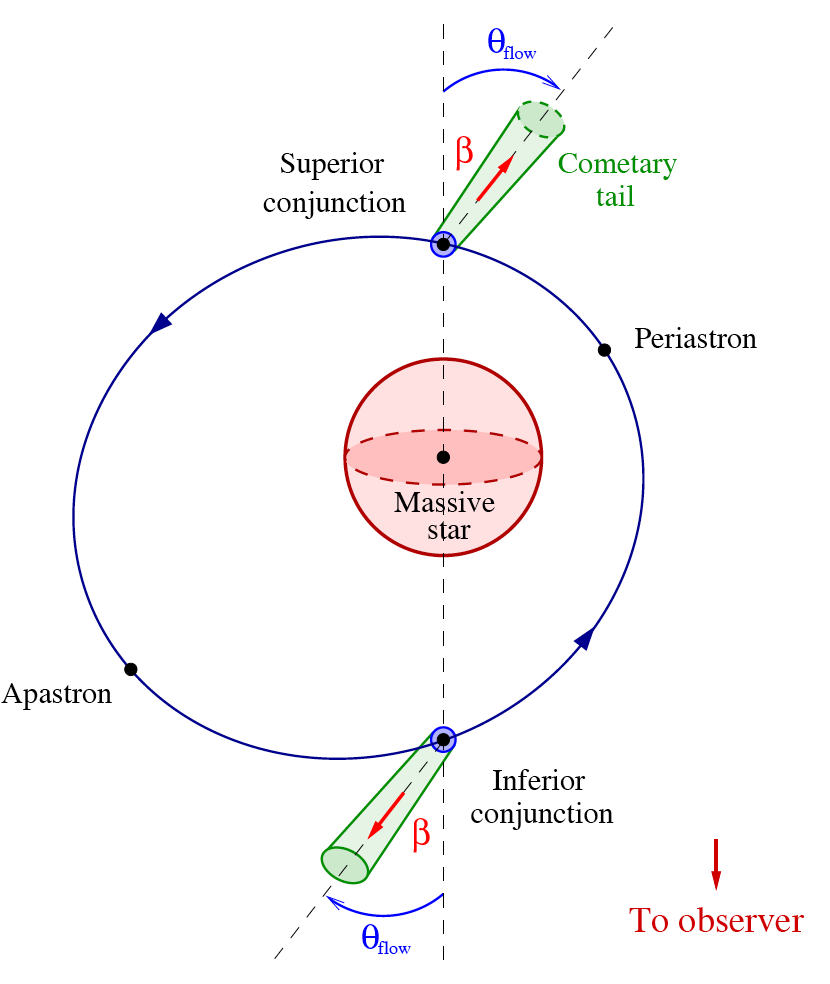 θflow
β
Superior
conjunction
Cometary
tail
Periastron
Massive
star
Apastron
Inferior
conjunction
β
θflow
To observer